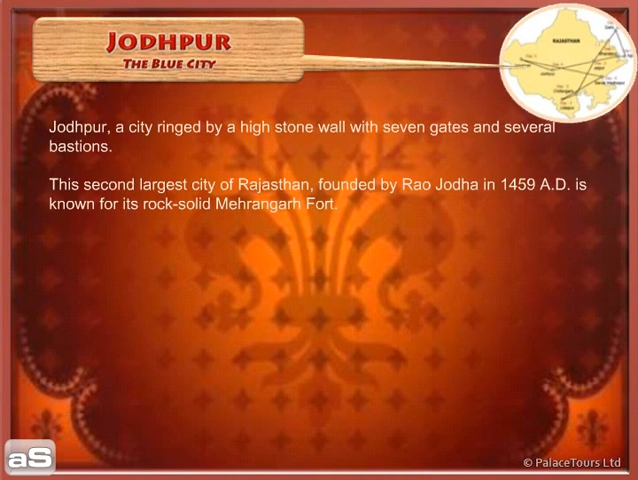 JODHPUR
THE BLUE CITY
RAJASTHAN
Jodhpur, a city ringed by a high stone wall with seven gates and several
bastions.
This second largest city of Rajasthan, founded by Rao Jodha in 1459 A.D. is
known for its rock-solid Mehrangarh Fort.
aS
© PalaceTours Ltd